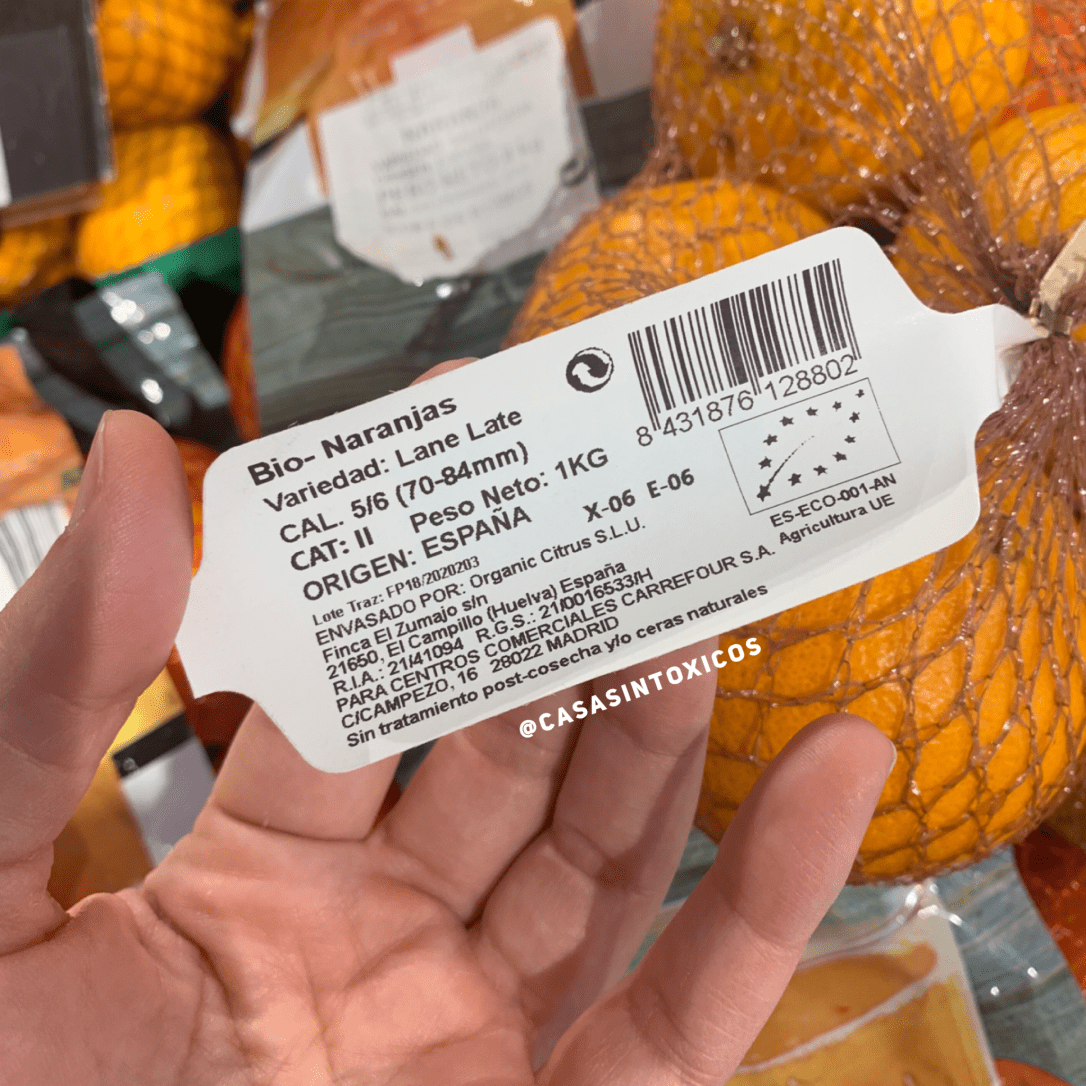 Bio- Naranjas
Variedad: Lane Late
CAL. 5/6 (70-84mm)
CAT: II Peso Neto: 1KG
ORIGEN: ESPAÑA X-06 E-06
Lote Traz: FP18/2020203
ENVASADO POR: Organic Citrus S.L.U.
Finca El Zumajo s/n
21650, El Campillo (Huelva) España
R.I.A.: 21/41094 R.G.S.: 21/0016533/H
PARA CENTROS COMERCIALES CARREFOUR S.A.
C/CAMPEZO, 16 28022 MADRID
Sin tratamiento post-cosecha y/o ceras naturales
8 431876 128802
ES-ECO-001-AN
Agricultura UE
@CASASINTOXICOS